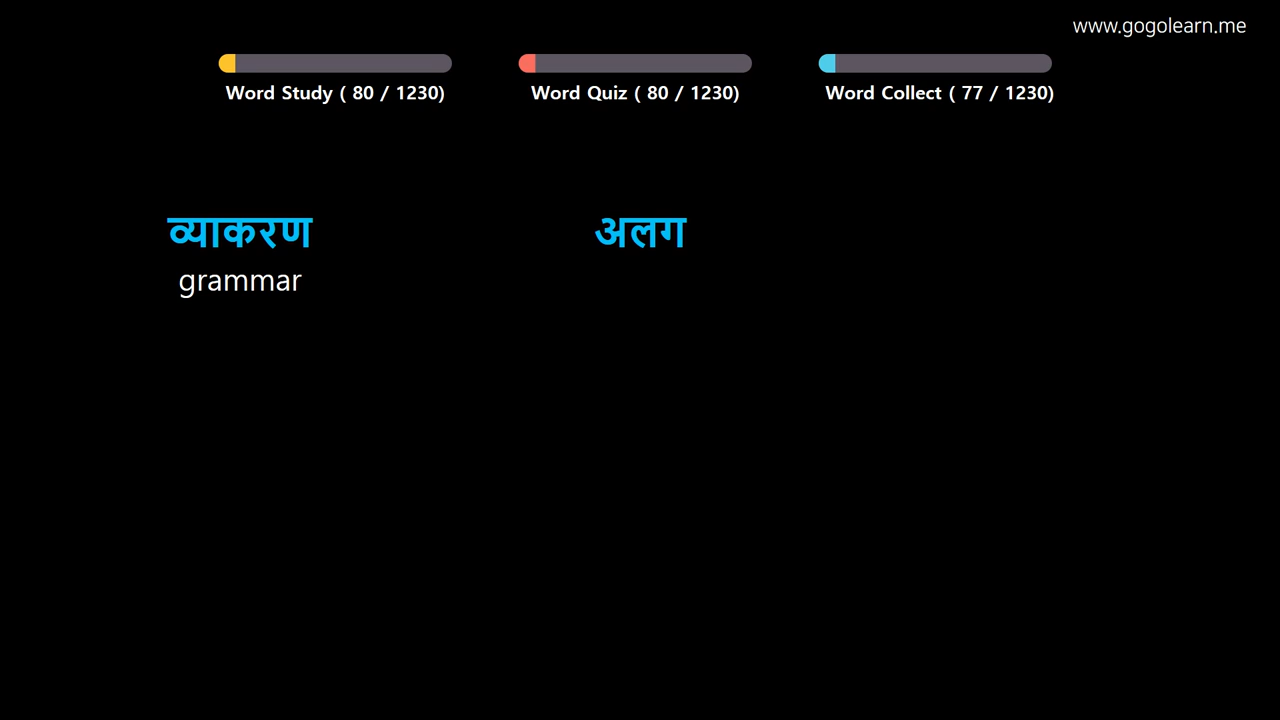 www.gogolearn.me
Word Study ( 80 / 1230)
Word Quiz ( 80 / 1230)
Word Collect ( 77 / 1230)
व्याकरण
grammar
अलग